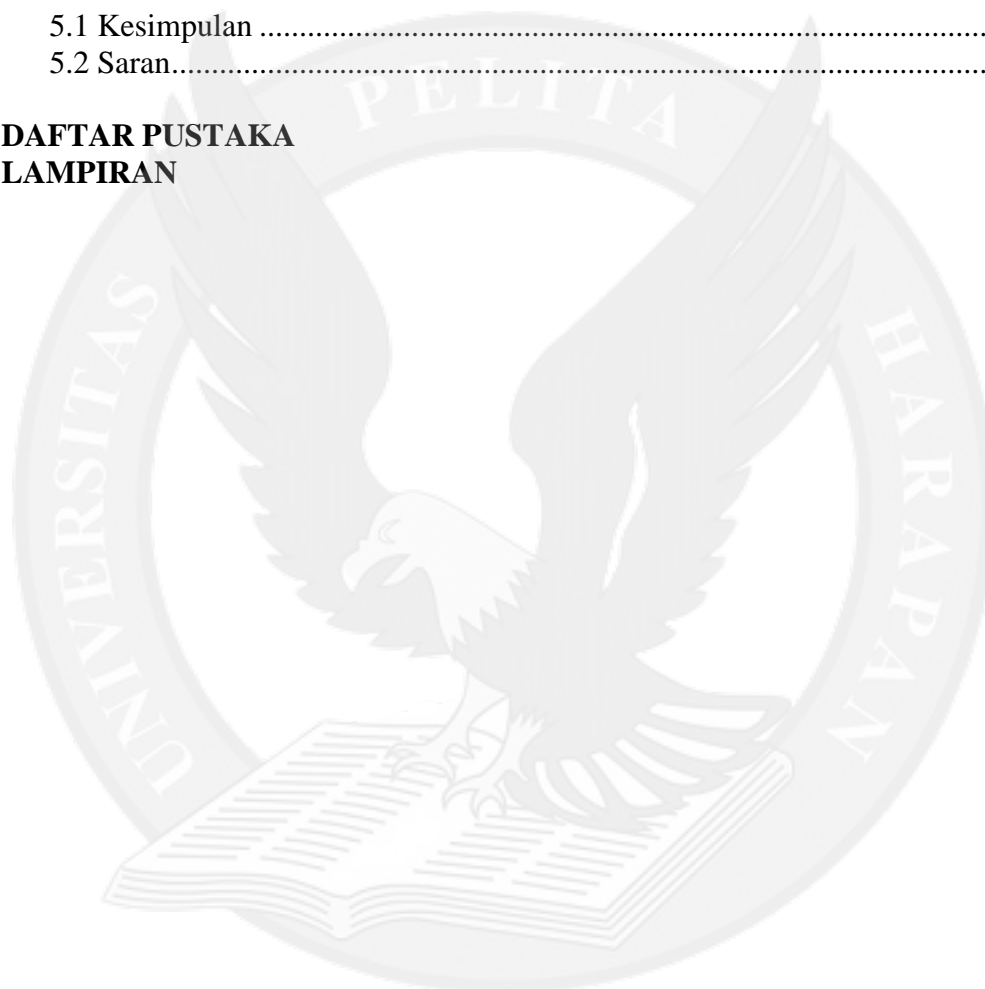 5.1 Kesimpulan ..........................................................................................
5.2 Saran.....................................................................................................
DAFTAR PUSTAKA
LAMPIRAN
UNIVERSITAS PELITA HARAPAN